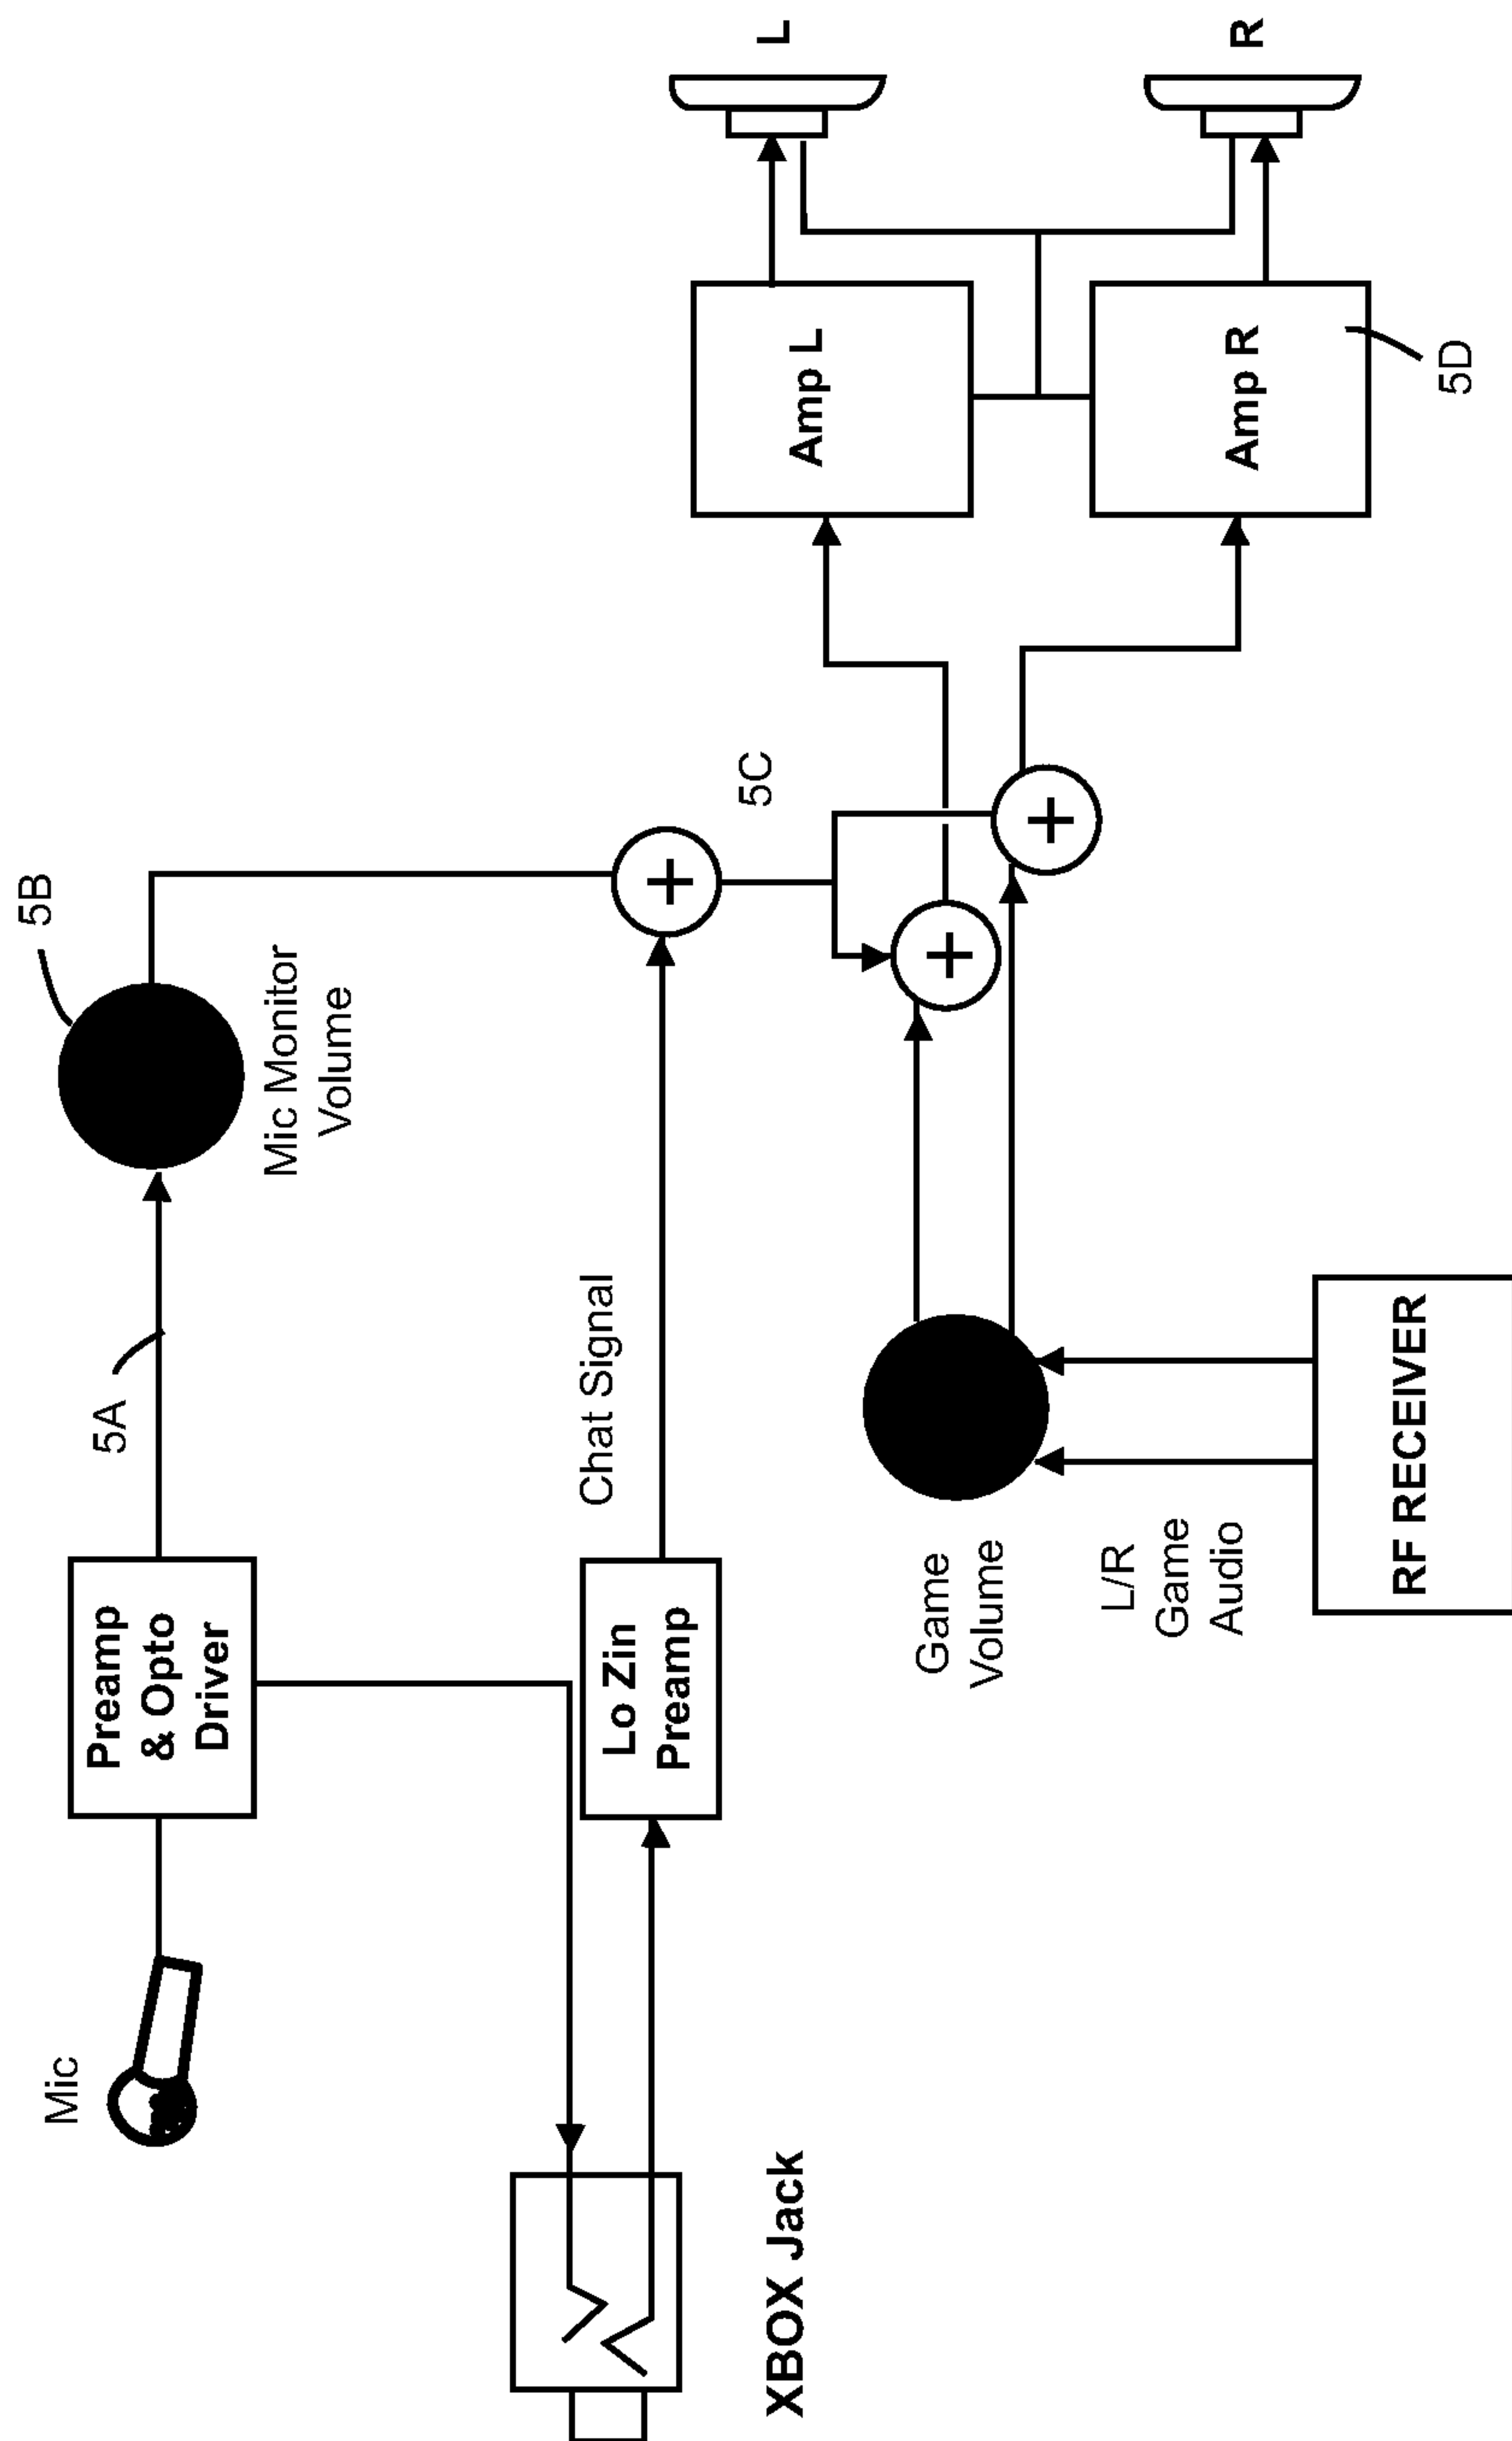 Mic
Preamp
& Opto
Driver
5A
5B
Mic Monitor
Volume
XBOX Jack
Lo Zin
Preamp
Chat Signal
5C
Game
Volume
L/R
Game
Audio
RF RECEIVER
Amp L
Amp R
5D
L
R